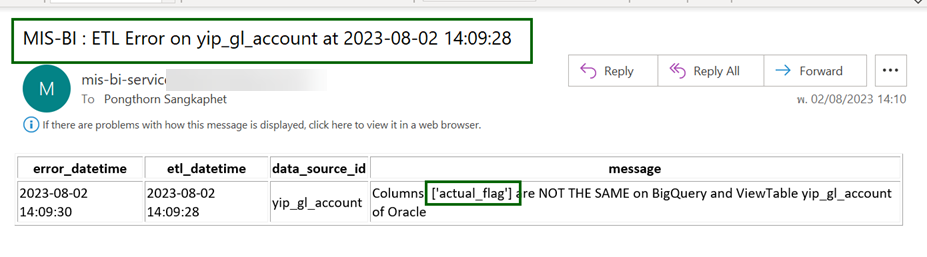 MIS-BI : ETL Error on yip_gl_account at 2023-08-02 14:09:28
M
mis-bi-service
To Pongthorn Sangkaphet
Reply
Reply All
Forward
พ. 02/08/2023 14:10
If there are problems with how this message is displayed, click here to view it in a web browser.
error_datetime etl_datetime data_source_id message
2023-08-02 2023-08-02 yip_gl_account Columns ['actual_flag'] are NOT THE SAME on BigQuery and ViewTable yip_gl_account
14:09:30 14:09:28 of Oracle